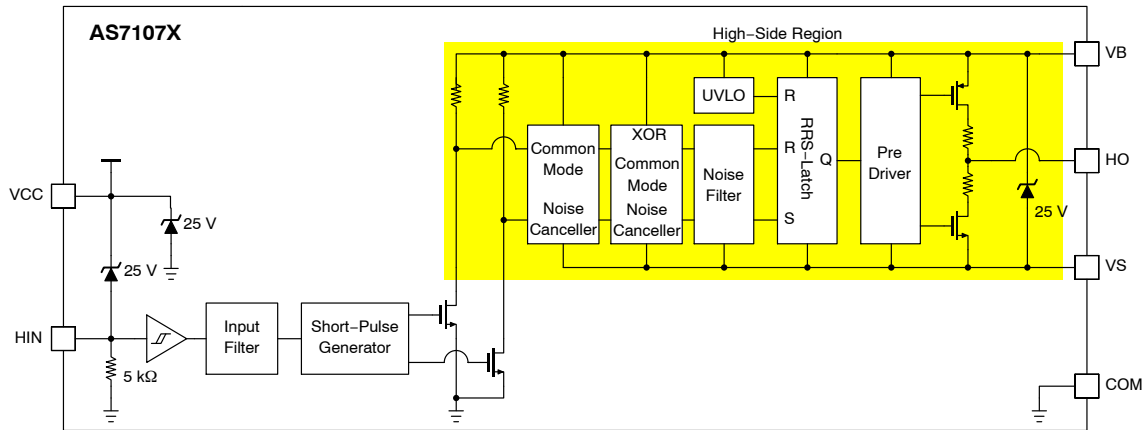 AS7107X
High−Side Region
VB
UVLO
R
XOR
Common
Mode
Common
Mode
Noise
Canceller
Noise
Canceller
Noise
Filter
R
S
RRS−Latch
Q
Pre
Driver
HO
25 V
VS
VCC
25 V
25 V
HIN
Input
Filter
Short−Pulse
Generator
5 kΩ
COM